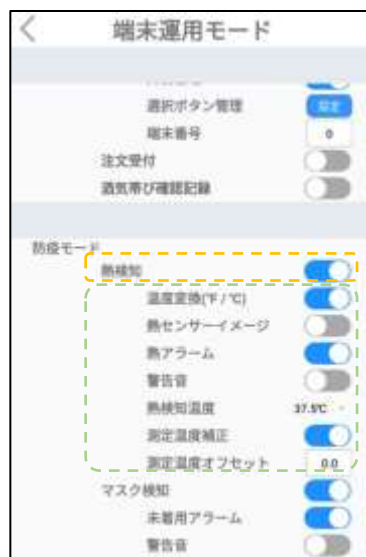 端末運用モード
選択ボタン管理 設定
端末番号 0
注文受付
酒気帯び確認記録
防疫モード
熱検知
温度変換(°F / ℃)
熱センサーイメージ
熱アラーム
警告音
熱検知温度 37.5℃
測定温度補正
測定温度オフセット 0.0
マスク検知
未着用アラーム
警告音